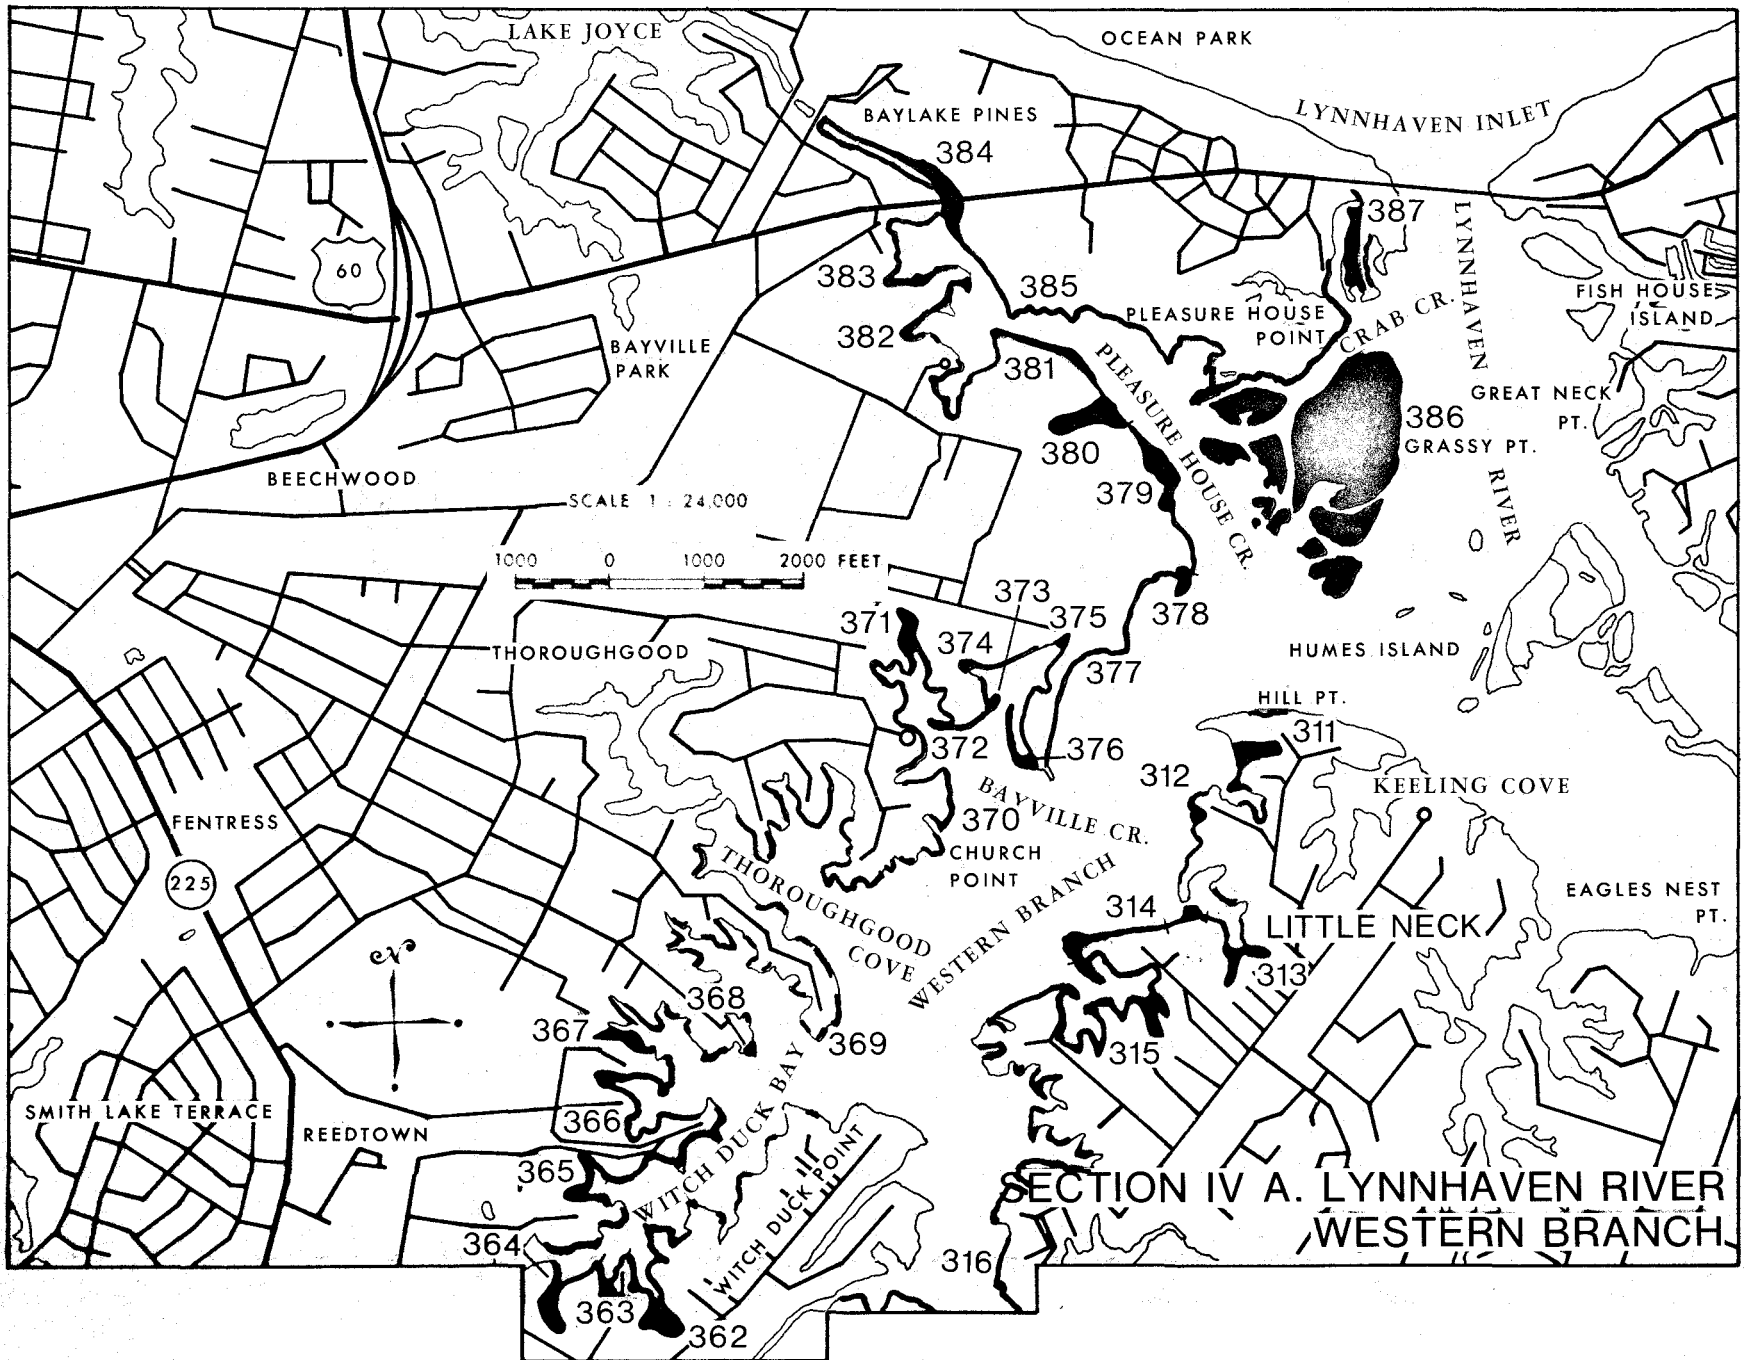 LAKE JOYCE
OCEAN PARK
LYNNHAVEN INLET
BAYLAKE PINES
384
387
LYNNHAVEN
RIVER
60
383
385
PLEASURE HOUSE
POINT
CRAB CR.
FISH HOUSE
ISLAND
382
BAYVILLE
PARK
381
PLEASURE HOUSE CR.
GREAT NECK
PT.
386
GRASSY PT.
380
BEECHWOOD
379
SCALE 1 : 24,000
1000 0 1000 2000 FEET
373
371
374
375
378
THOROUGHGOOD
377
HUMES ISLAND
HILL PT.
311
372
376
312
KEELING COVE
BAYVILLE CR.
370
FENTRESS
CHURCH
POINT
THOROUGHGOOD
COVE
WESTERN BRANCH
225
EAGLES NEST
PT.
314
LITTLE NECK
313
368
367
369
315
SMITH LAKE TERRACE
REEDTOWN
366
365
WITCH DUCK BAY
WITCH DUCK POINT
364
316
363
362
SECTION IV A. LYNNHAVEN RIVER
WESTERN BRANCH